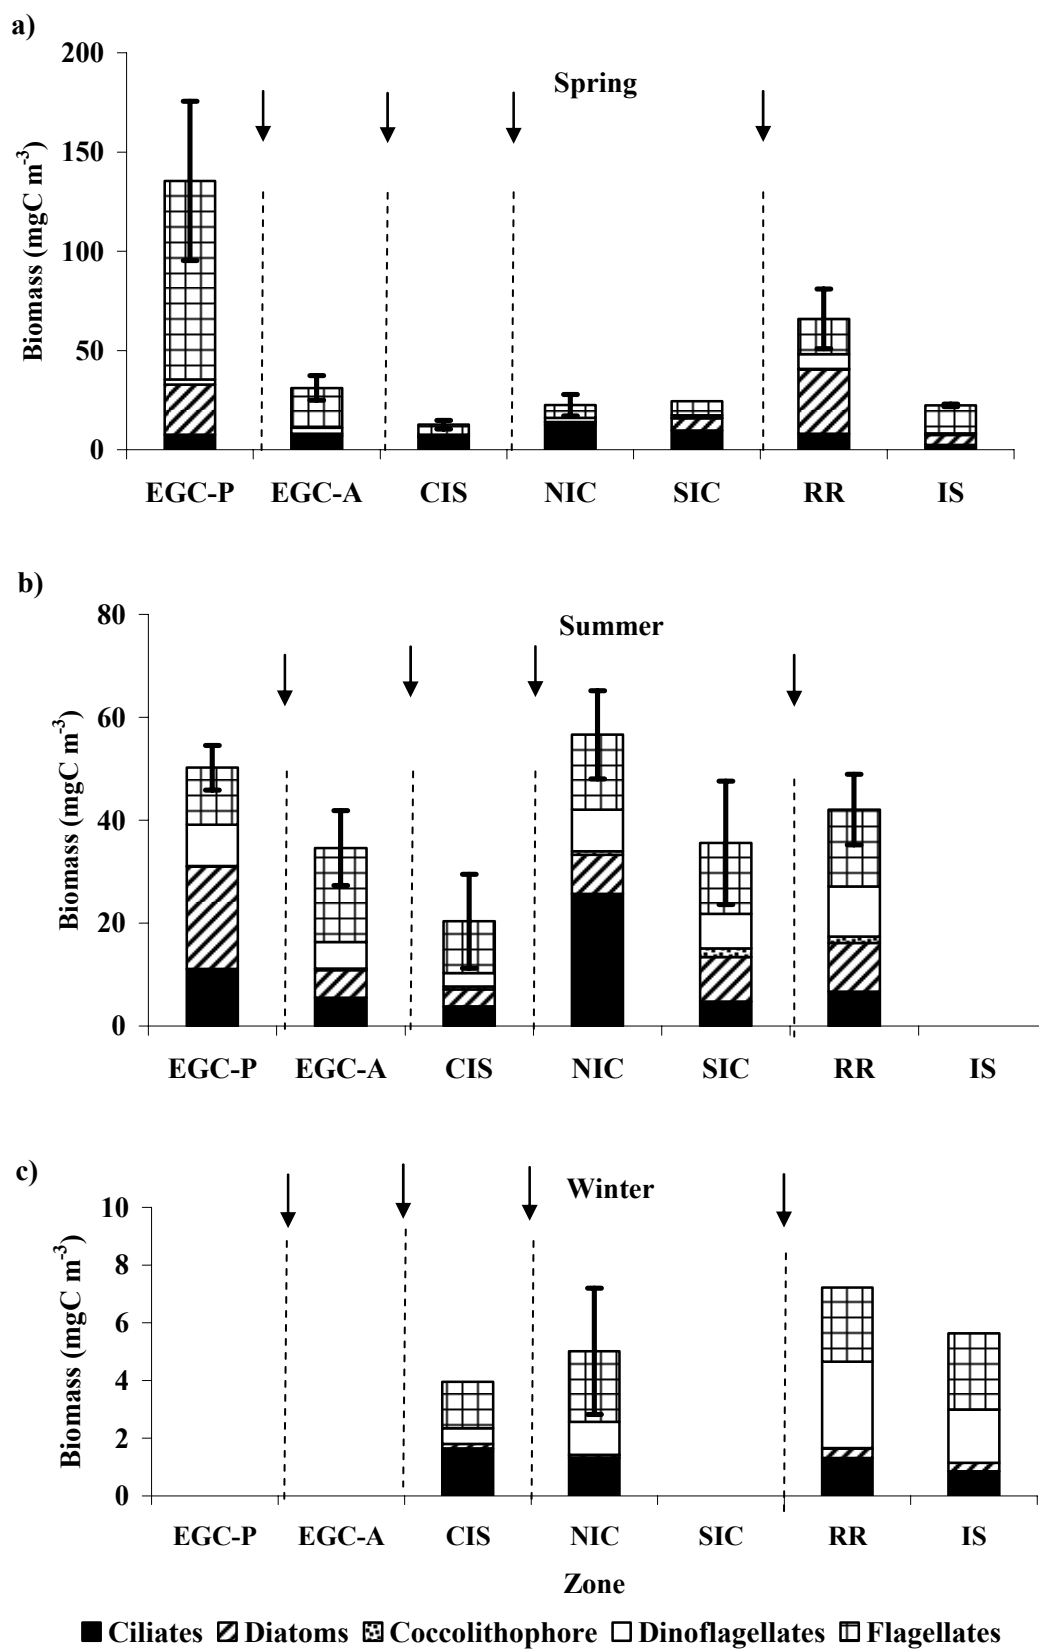 a)
Spring
Biomass (mgC m-3)
200
150
100
50
0
EGC-P EGC-A CIS NIC SIC RR IS
b)
Summer
Biomass (mgC m-3)
80
60
40
20
0
EGC-P EGC-A CIS NIC SIC RR IS
c)
Winter
Biomass (mgC m-3)
10
8
6
4
2
0
EGC-P EGC-A CIS NIC SIC RR IS
Zone
Ciliates Diatoms Coccolithophore Dinoflagellates Flagellates